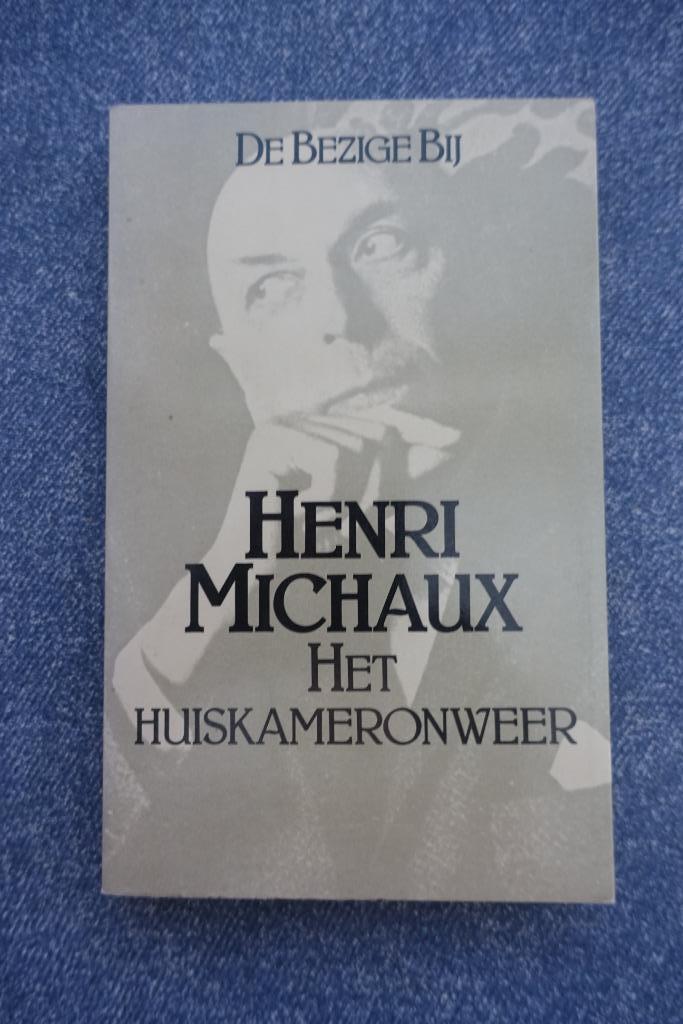 De Bezige Bij
Henri
Michaux
Het
huiskameronweer